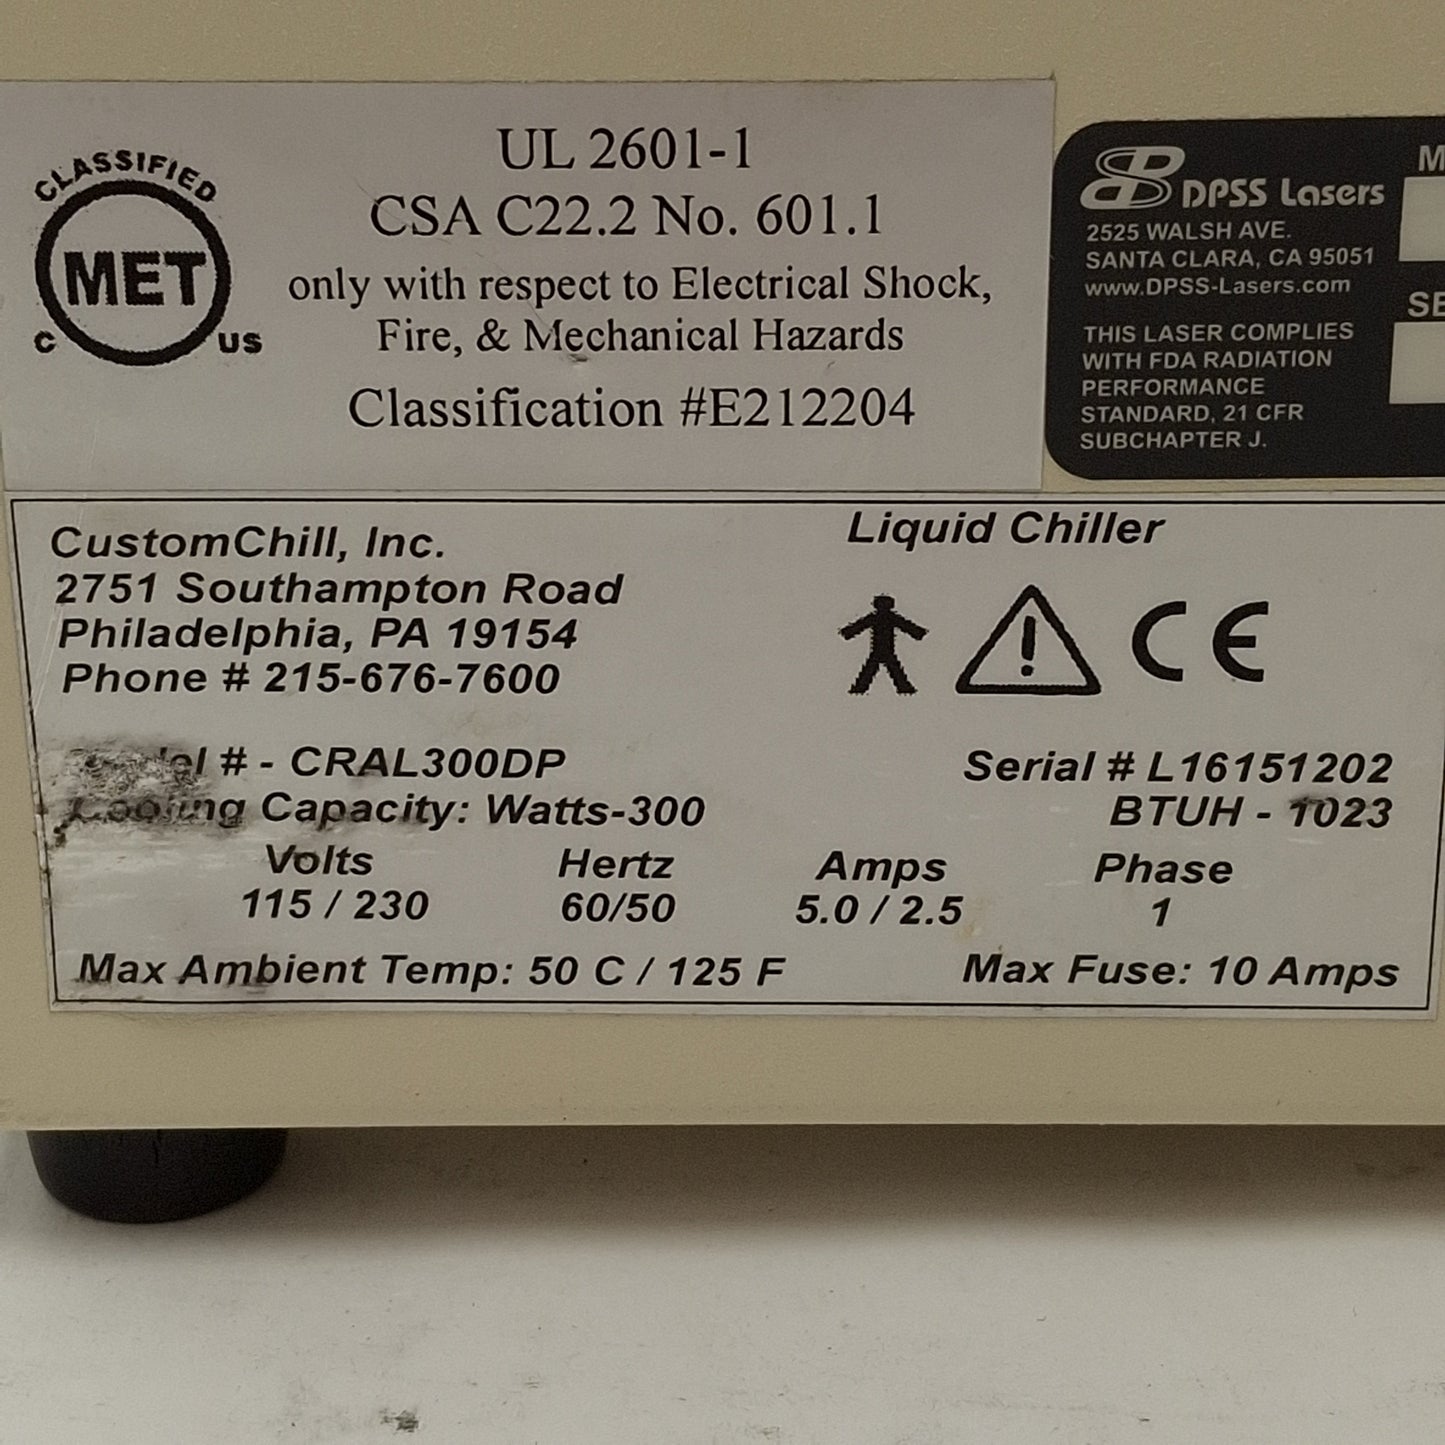 CLASSIFIED
MET
C US
UL 2601-1
CSA C22.2 No. 601.1
only with respect to Electrical Shock,
Fire, & Mechanical Hazards
Classification #E212204
DPSS Lasers
2525 WALSH AVE.
SANTA CLARA, CA 95051
www.DPSS-Lasers.com
THIS LASER COMPLIES
WITH FDA RADIATION
PERFORMANCE
STANDARD, 21 CFR
SUBCHAPTER J.
CustomChill, Inc.
2751 Southampton Road
Philadelphia, PA 19154
Phone # 215-676-7600
Liquid Chiller
CE
Model # - CRAL300DP
Serial # L16151202
Cooling Capacity: Watts-300
BTUH - 1023
Volts Hertz Amps Phase
115 / 230 60/50 5.0 / 2.5 1
Max Ambient Temp: 50 C / 125 F
Max Fuse: 10 Amps